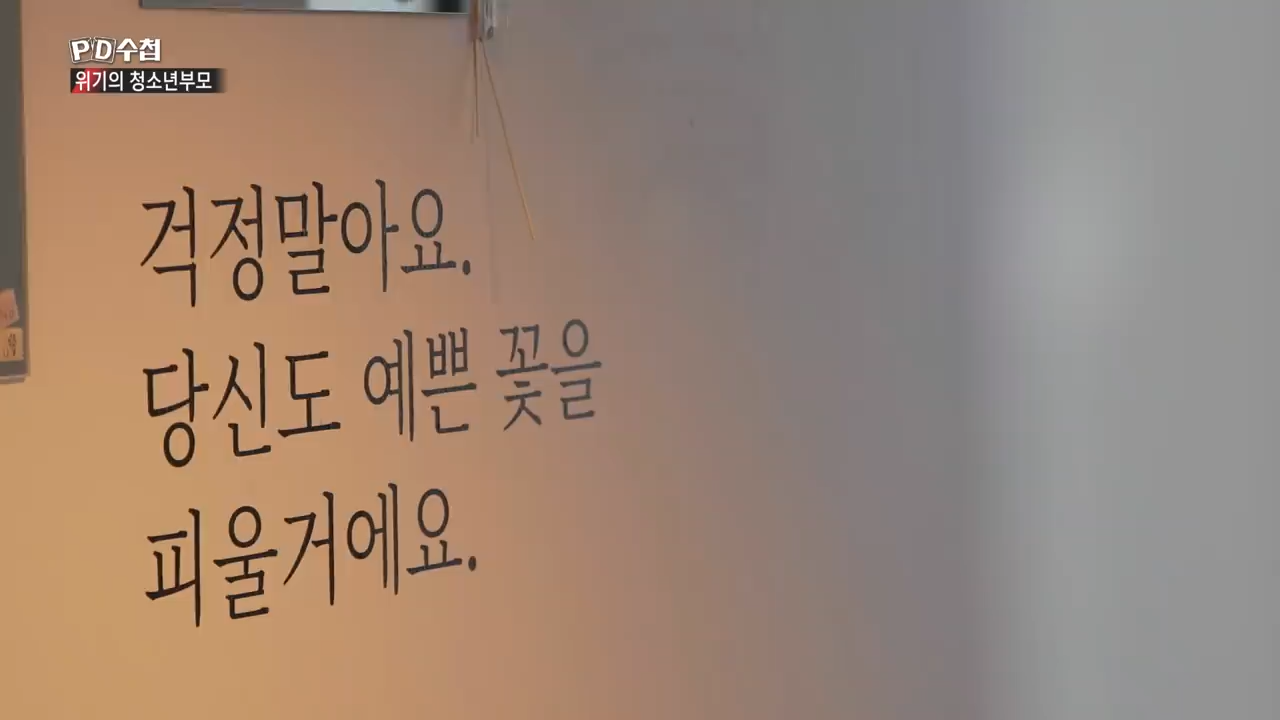 PD수첩
위기의 청소년부모
걱정말아요.
당신도 예쁜 꽃을
피울거에요.